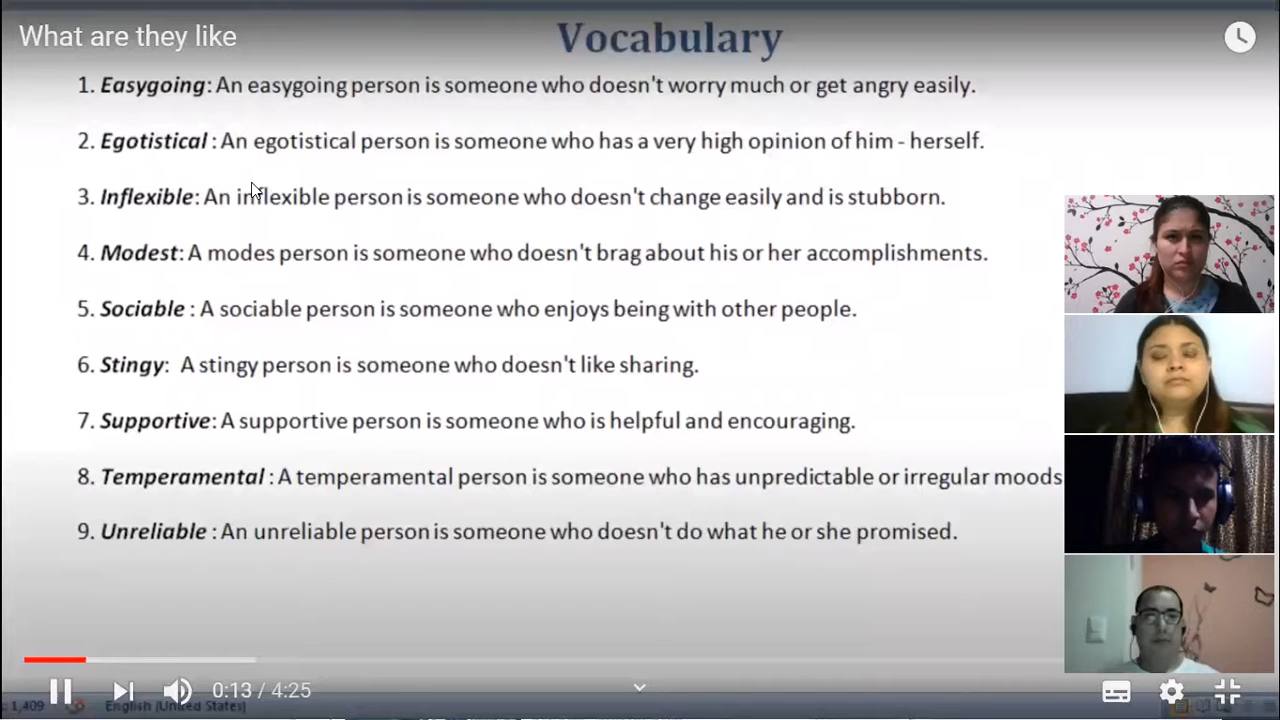 What are they like
Vocabulary
1. Easygoing: An easygoing person is someone who doesn't worry much or get angry easily.
2. Egotistical : An egotistical person is someone who has a very high opinion of him - herself.
3. Inflexible: An inflexible person is someone who doesn't change easily and is stubborn.
4. Modest: A modes person is someone who doesn't brag about his or her accomplishments.
5. Sociable : A sociable person is someone who enjoys being with other people.
6. Stingy: A stingy person is someone who doesn't like sharing.
7. Supportive: A supportive person is someone who is helpful and encouraging.
8. Temperamental : A temperamental person is someone who has unpredictable or irregular moods
9. Unreliable : An unreliable person is someone who doesn't do what he or she promised.
0:13 / 4:25
1,409 English (United States)